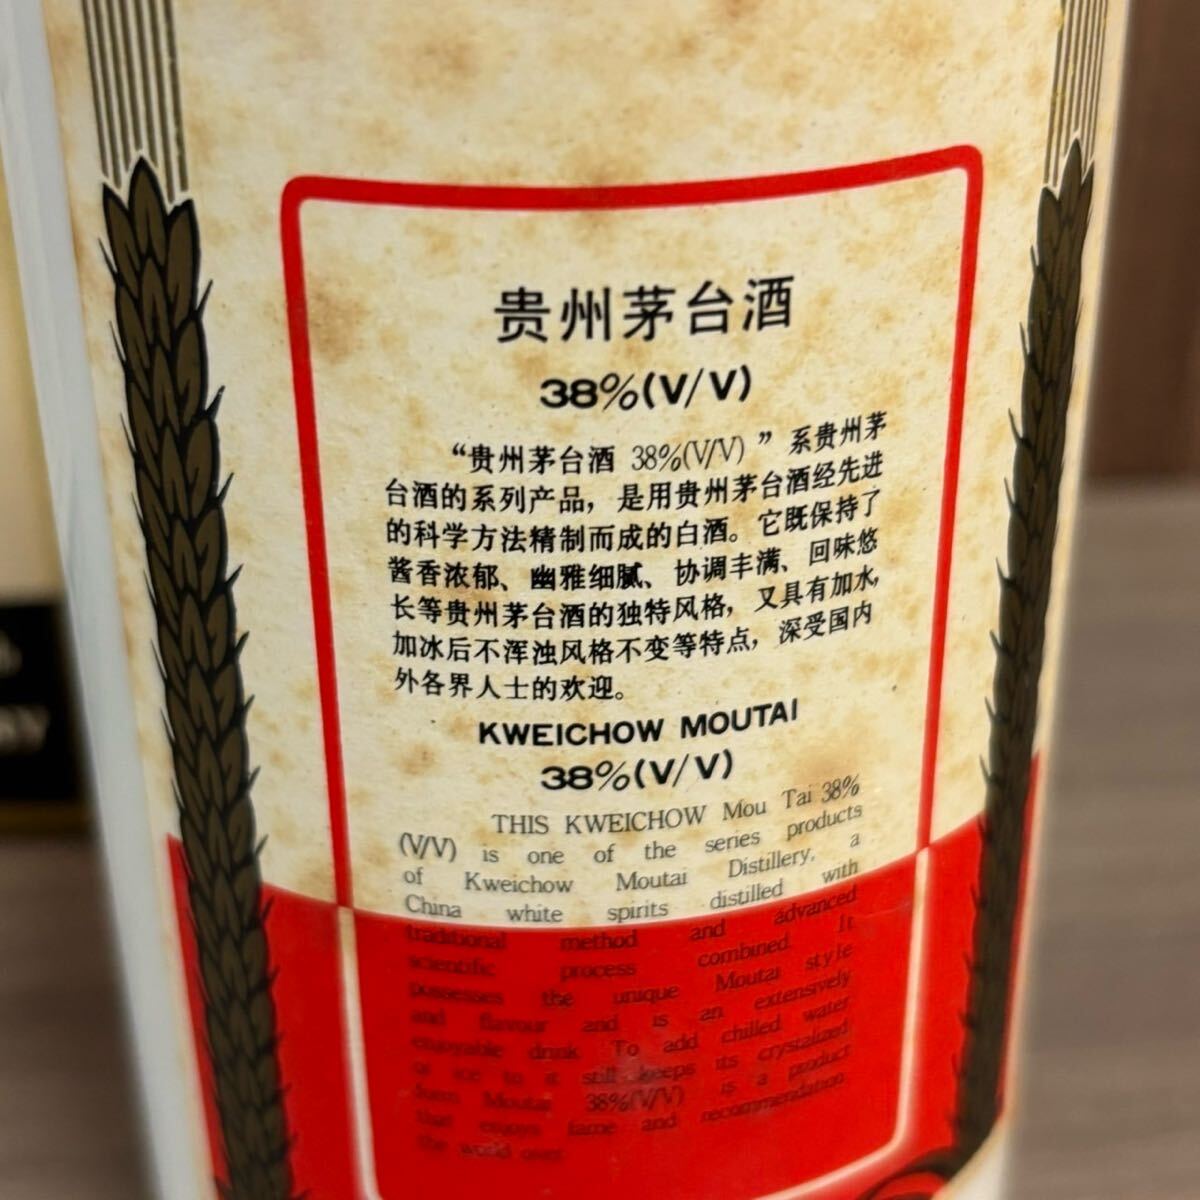 贵州茅台酒
38%(V/V)
“贵州茅台酒 38%(V/V)”系贵州茅
台酒的系列产品，是用贵州茅台酒经先进
的科学方法精制而成的白酒。它既保持了
酱香浓郁、幽雅细腻、协调丰满、回味悠
长等贵州茅台酒的独特风格，又具有加水，
加冰后不浑浊风格不变等特点，深受国内
外各界人士的欢迎。
KWEICHOW MOUTAI
38%(V/V)
THIS KWEICHOW Mou Tai 38%
(V/V) is one of the series products
of Kweichow Moutai Distillery, a
China white spirits distilled with
traditional method and advanced
scientific process combined. It
possesses the unique Moutai style
and flavour and is an extensively
enjoyable drink To add chilled water
or ice to it still keeps its crystalized
form Moutai 38%(V/V) is a product
that enjoys fame and recommendation
the world over